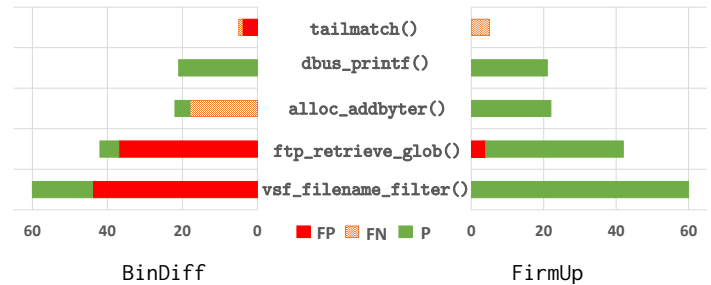 tailmatch()
dbus_printf()
alloc_addbyter()
ftp_retrieve_glob()
vsf_filename_filter()
60 40 20 0
FP FN P
0 20 40 60
BinDiff
FirmUp